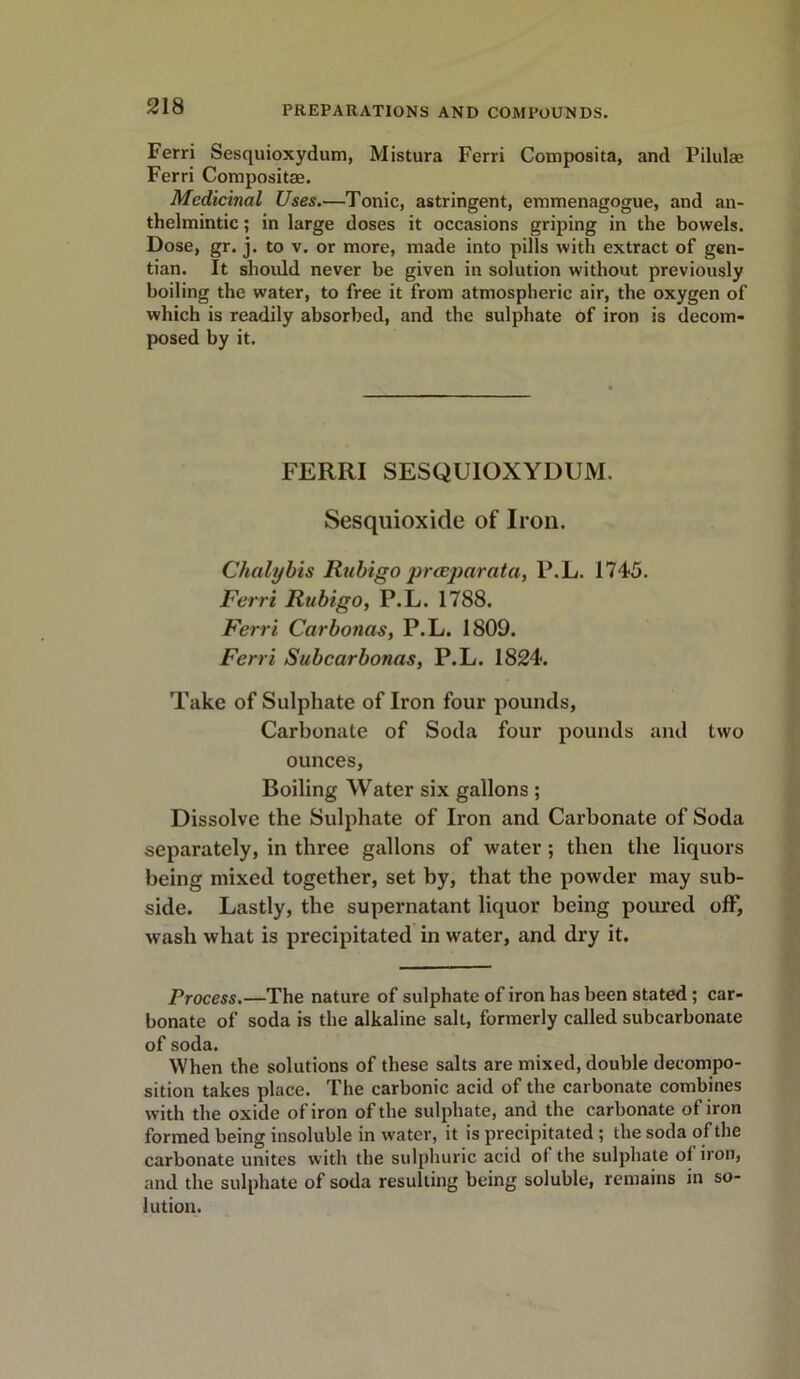 218
PREPARATIONS AND COMPOUNDS.
Ferri Sesquioxydum, Mistura Ferri Composita, and Pilulæ
Ferri Compositæ.
Medicinal Uses.—Tonic, astringent, emmenagogue, and an-
thelmintic; in large doses it occasions griping in the bowels.
Dose, gr. j. to v. or more, made into pills with extract of gen-
tian. It should never be given in solution without previously
boiling the water, to free it from atmospheric air, the oxygen of
which is readily absorbed, and the sulphate of iron is decom-
posed by it.
FERRI SESQUIOXYDUM.
Sesquioxide of Iron.
Chalybis Rubigo præparata, P.L. 1745.
Ferri Rubigo, P.L. 1788.
Ferri Carbonas, P.L. 1809.
Ferri Subcarbonas, P.L. 1824.
Take of Sulphate of Iron four pounds,
Carbonate of Soda four pounds and two
ounces,
Boiling Water six gallons;
Dissolve the Sulphate of Iron and Carbonate of Soda
separately, in three gallons of water; then the liquors
being mixed together, set by, that the powder may sub-
side. Lastly, the supernatant liquor being poured off,
wash what is precipitated in water, and dry it.
Process.—The nature of sulphate of iron has been stated; car-
bonate of soda is the alkaline salt, formerly called subcarbonate
of soda.
When the solutions of these salts are mixed, double decompo-
sition takes place. The carbonic acid of the carbonate combines
with the oxide of iron of the sulphate, and the carbonate of iron
formed being insoluble in water, it is precipitated; the soda of the
carbonate unites with the sulphuric acid of the sulphate of iron,
and the sulphate of soda resulting being soluble, remains in so-
lution.